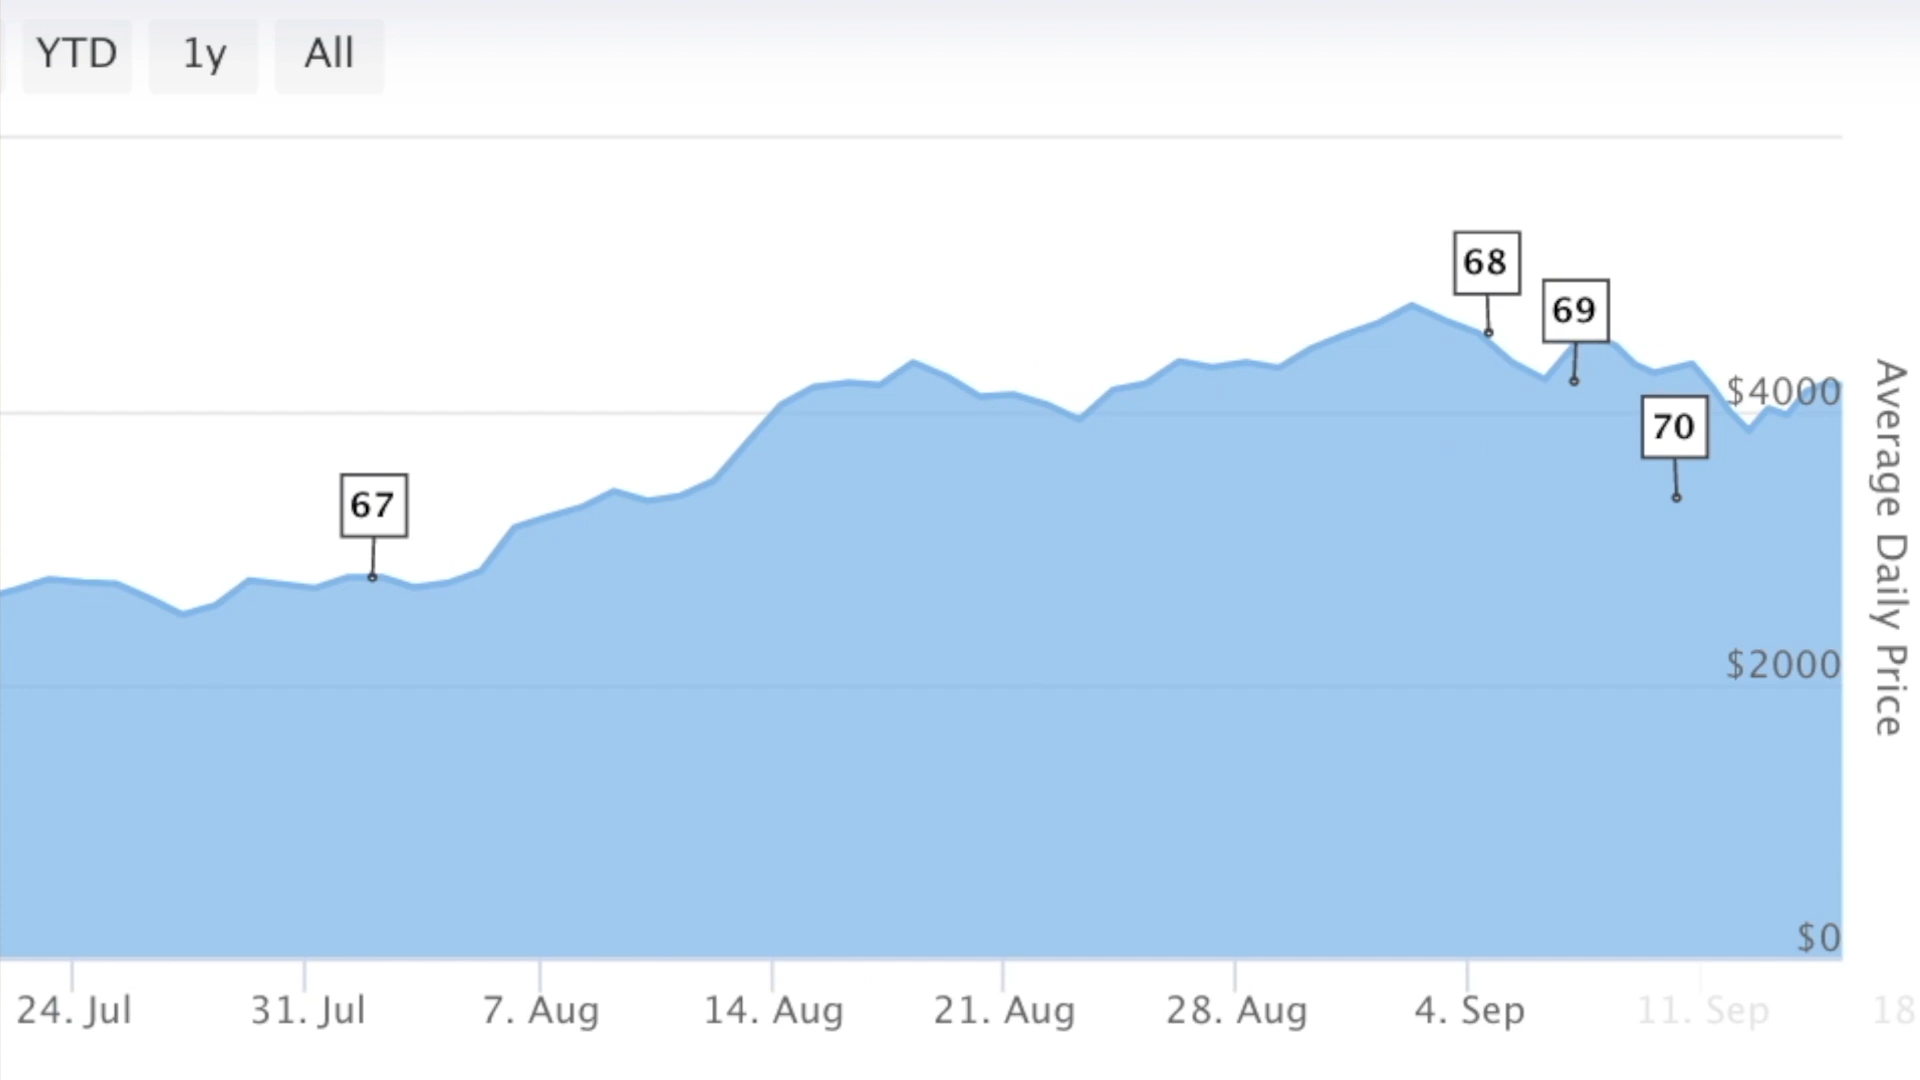 YTD 1y All
68
69
$4000
70
67
$2000
$0
24. Jul 31. Jul 7. Aug 14. Aug 21. Aug 28. Aug 4. Sep 11. Sep 18
Average Daily Price